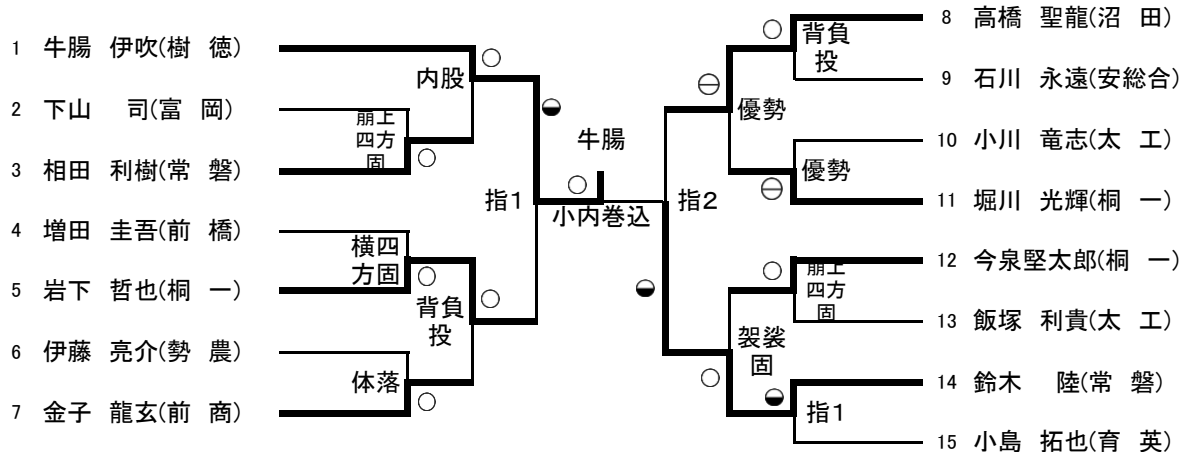 1 牛腸 伊吹(樹 徳)
2 下山 司(富 岡)
3 相田 利樹(常 磐)
4 増田 圭吾(前 橋)
5 岩下 哲也(桐 一)
6 伊藤 亮介(勢 農)
7 金子 龍玄(前 商)
内股
崩上
四方
固
横四
方固
背負
投
体落
指1
牛腸
小内巻込
指2
優勢
背負
投
優勢
崩上
四方
固
袈裟
固
指1
8 高橋 聖龍(沼 田)
9 石川 永遠(安総合)
10 小川 竜志(太 工)
11 堀川 光輝(桐 一)
12 今泉堅太郎(桐 一)
13 飯塚 利貴(太 工)
14 鈴木 陸(常 磐)
15 小島 拓也(育 英)